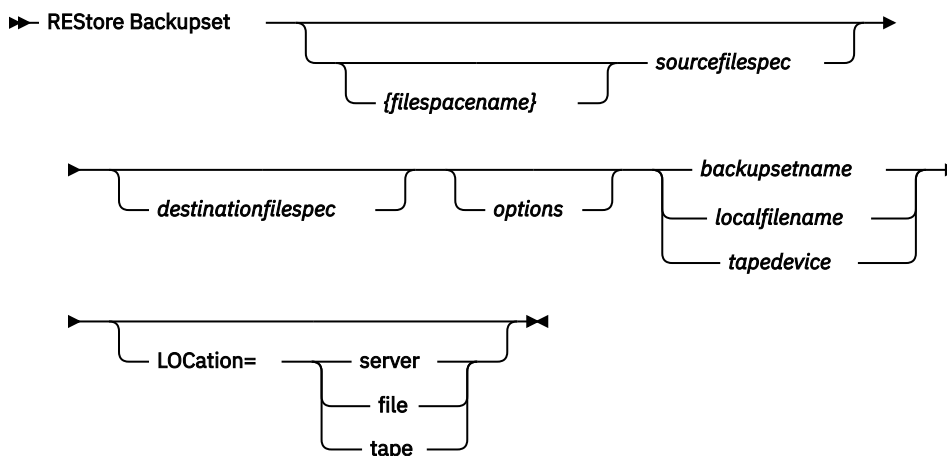 REStore Backupset
sourcefilespec
{filespacename}
destinationfilespec
options
backupsetname
localfilename
tapedevice
LOCation=
server
file
tape